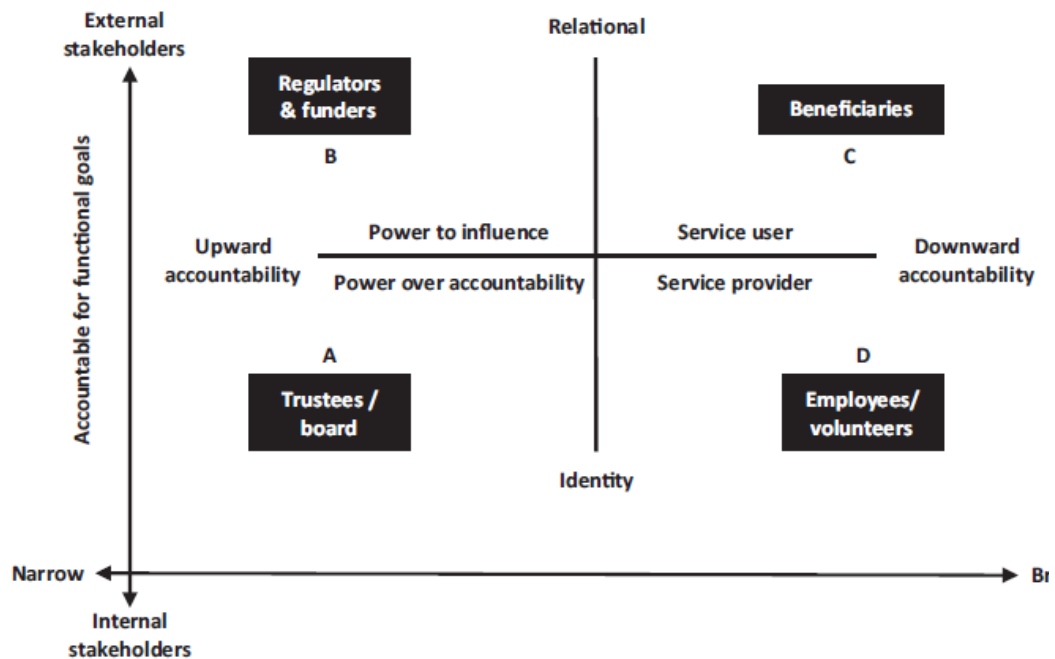 External
stakeholders
Relational
Regulators
& funders
Beneficiaries
B
C
Accountable for functional goals
Power to influence
Service user
Upward
accountability
Downward
accountability
Power over accountability
Service provider
A
D
Trustees /
board
Employees/
volunteers
Identity
Narrow
Br
Internal
stakeholders